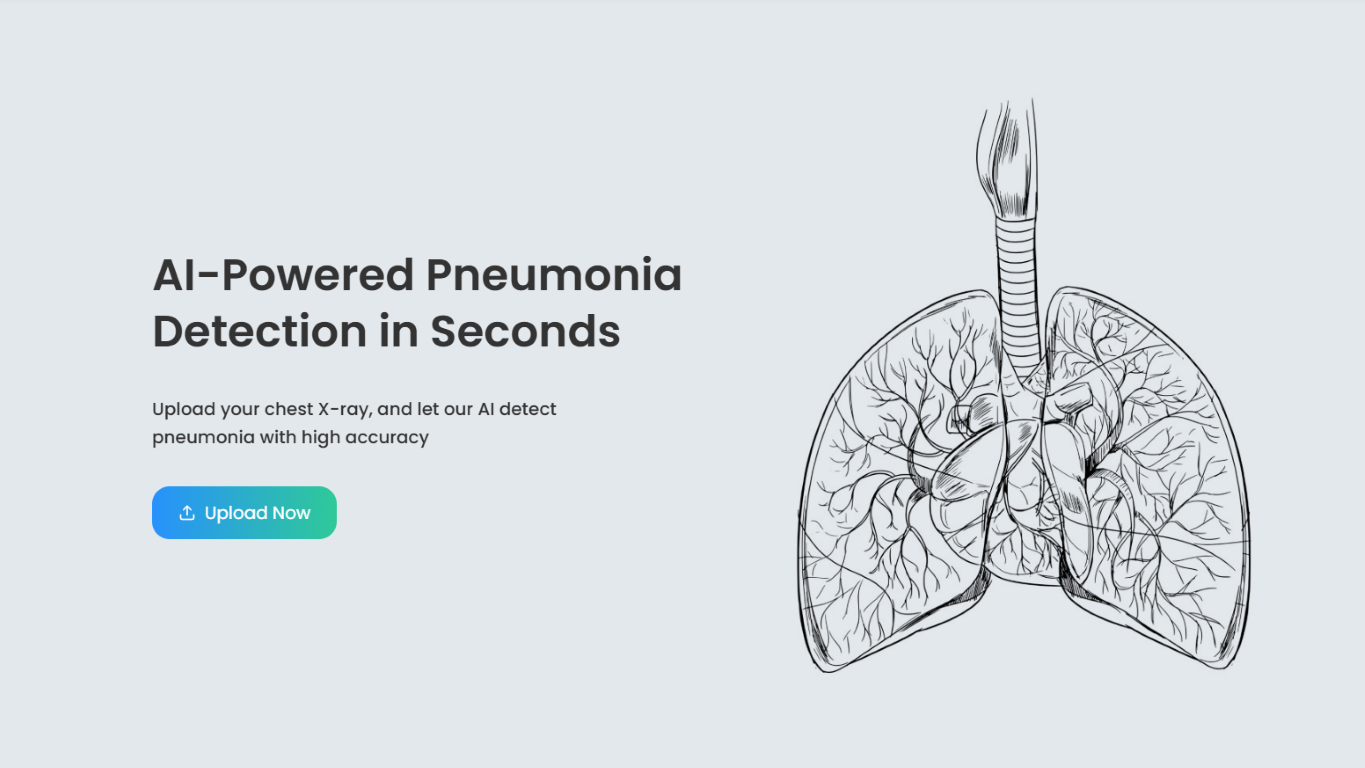 AI-Powered Pneumonia
Detection in Seconds
Upload your chest X-ray, and let our AI detect
pneumonia with high accuracy
Upload Now